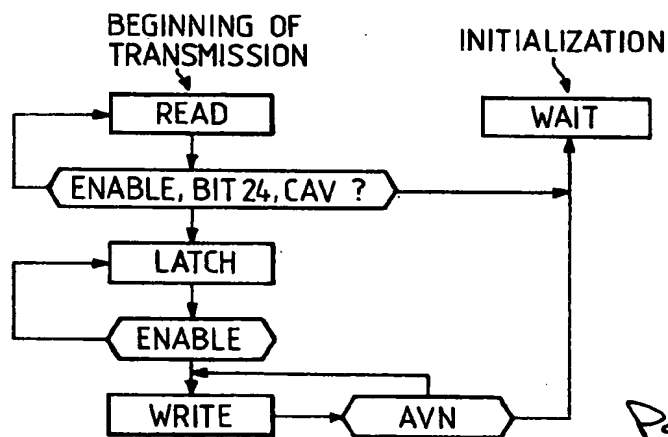 BEGINNING OF
TRANSMISSION
INITIALIZATION
READ
WAIT
ENABLE, BIT 24, CAV ?
LATCH
ENABLE
WRITE
AVN